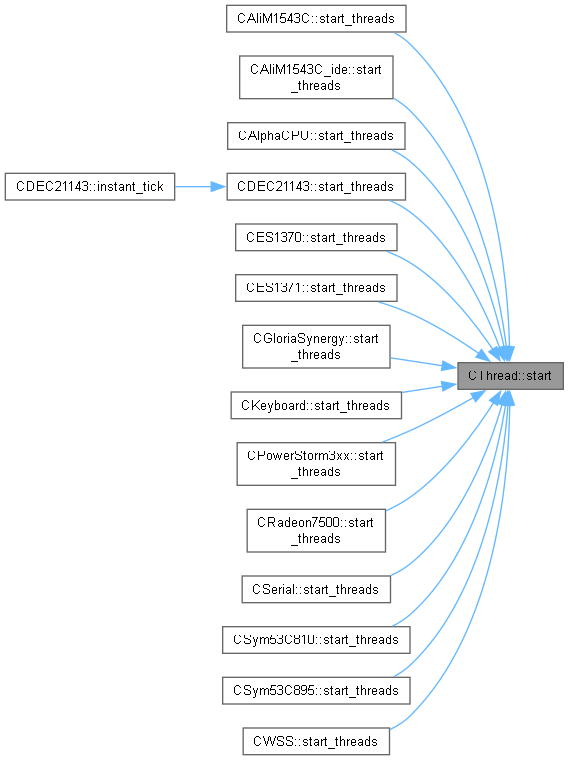 CAliM1543C::start_threads
CAliM1543C_ide::start
_threads
CAlphaCPU::start_threads
CDEC21143::instant_tick
CDEC21143::start_threads
CES1370::start_threads
CES1371::start_threads
CGloriaSynergy::start
_threads
CThread::start
CKeyboard::start_threads
CPowerStorm3xx::start
_threads
CRadeon7500::start
_threads
CSerial::start_threads
CSym53C810::start_threads
CSym53C895::start_threads
CWSS::start_threads